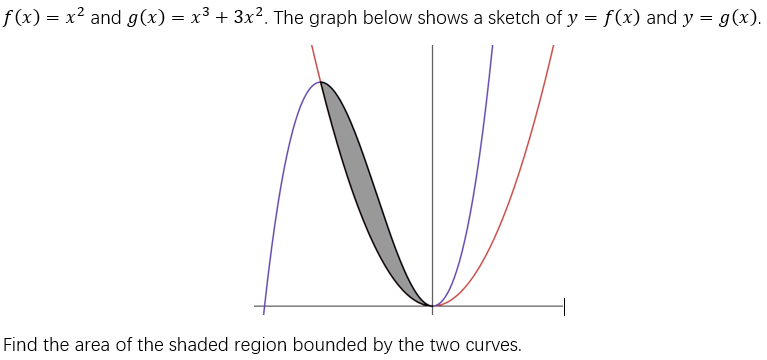 f(x) = x² and g(x) = x³ + 3x². The graph below shows a sketch of y = f(x) and y = g(x).
Find the area of the shaded region bounded by the two curves.